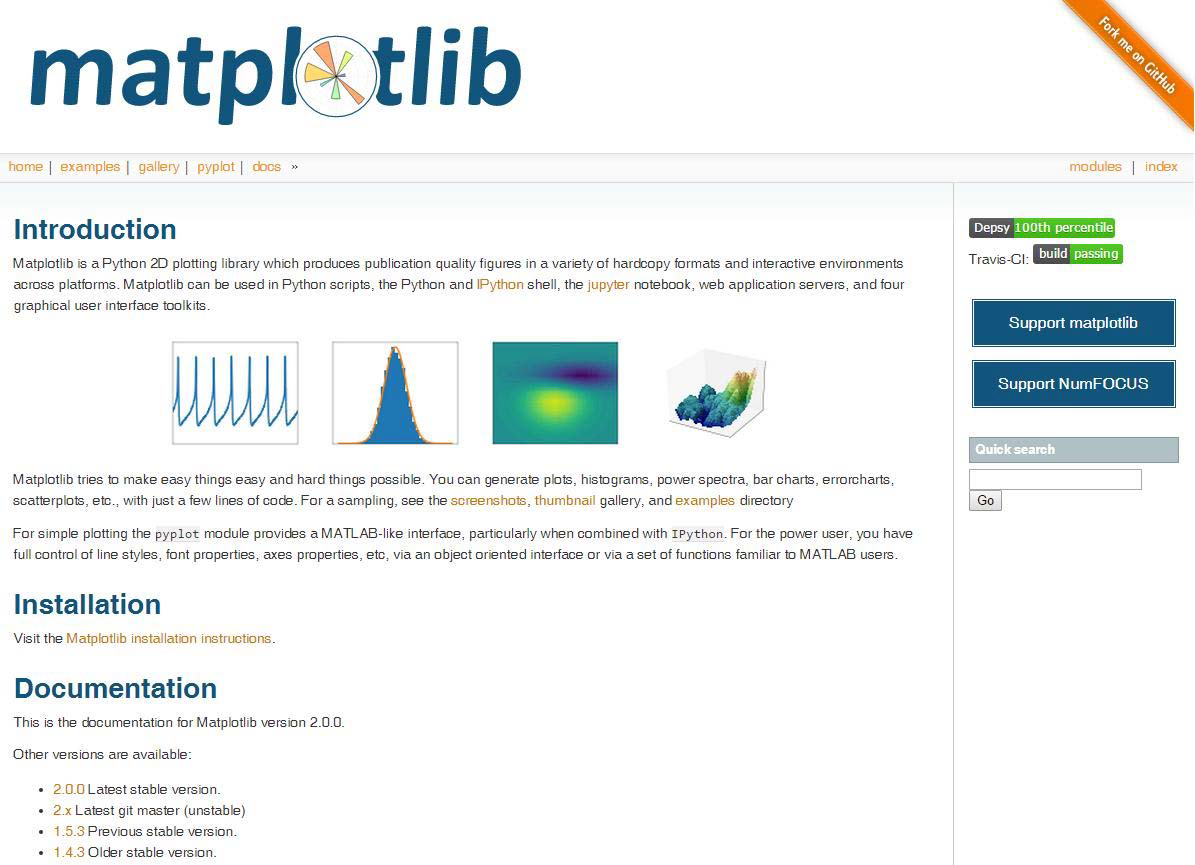 matplotlib
Fork me on GitHub
home | examples | gallery | pyplot | docs »
modules | index
Introduction
Matplotlib is a Python 2D plotting library which produces publication quality figures in a variety of hardcopy formats and interactive environments
across platforms. Matplotlib can be used in Python scripts, the Python and IPython shell, the jupyter notebook, web application servers, and four
graphical user interface toolkits.
Matplotlib tries to make easy things easy and hard things possible. You can generate plots, histograms, power spectra, bar charts, errorcharts,
scatterplots, etc., with just a few lines of code. For a sampling, see the screenshots, thumbnail gallery, and examples directory
For simple plotting the pyplot module provides a MATLAB-like interface, particularly when combined with IPython. For the power user, you have
full control of line styles, font properties, axes properties, etc, via an object oriented interface or via a set of functions familiar to MATLAB users.
Installation
Visit the Matplotlib installation instructions.
Documentation
This is the documentation for Matplotlib version 2.0.0.
Other versions are available:
• 2.0.0 Latest stable version.
• 2.x Latest git master (unstable)
• 1.5.3 Previous stable version.
• 1.4.3 Older stable version.
Depsy 100th percentile
Travis-CI: build passing
Support matplotlib
Support NumFOCUS
Quick search
Go